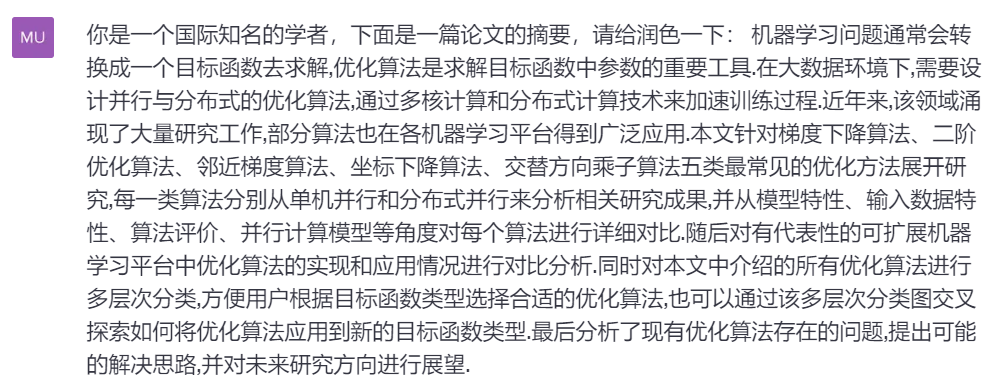 MU
你是一个国际知名的学者，下面是一篇论文的摘要，请给润色一下： 机器学习问题通常会转
换成一个目标函数去求解,优化算法是求解目标函数中参数的重要工具.在大数据环境下,需要设
计并行与分布式的优化算法,通过多核计算和分布式计算技术来加速训练过程.近年来,该领域涌
现了大量研究工作,部分算法也在各机器学习平台得到广泛应用.本文针对梯度下降算法、二阶
优化算法、邻近梯度算法、坐标下降算法、交替方向乘子算法五类最常见的优化方法展开研
究,每一类算法分别从单机并行和分布式并行来分析相关研究成果,并从模型特性、输入数据特
性、算法评价、并行计算模型等角度对每个算法进行详细对比.随后对有代表性的可扩展机器
学习平台中优化算法的实现和应用情况进行对比分析.同时对本文中介绍的所有优化算法进行
多层次分类,方便用户根据目标函数类型选择合适的优化算法,也可以通过该多层次分类图交叉
探索如何将优化算法应用到新的目标函数类型.最后分析了现有优化算法存在的问题,提出可能
的解决思路,并对未来研究方向进行展望.